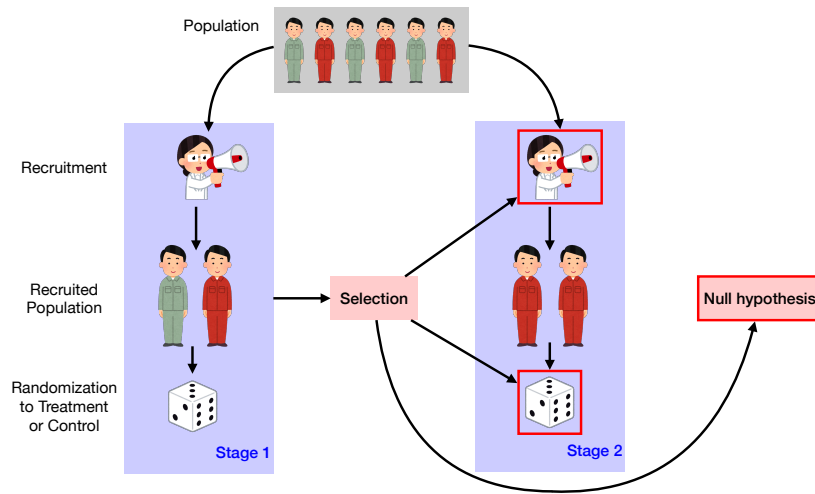 Population
Recruitment
Recruited
Population
Selection
Null hypothesis
Randomization
to Treatment
or Control
Stage 1
Stage 2